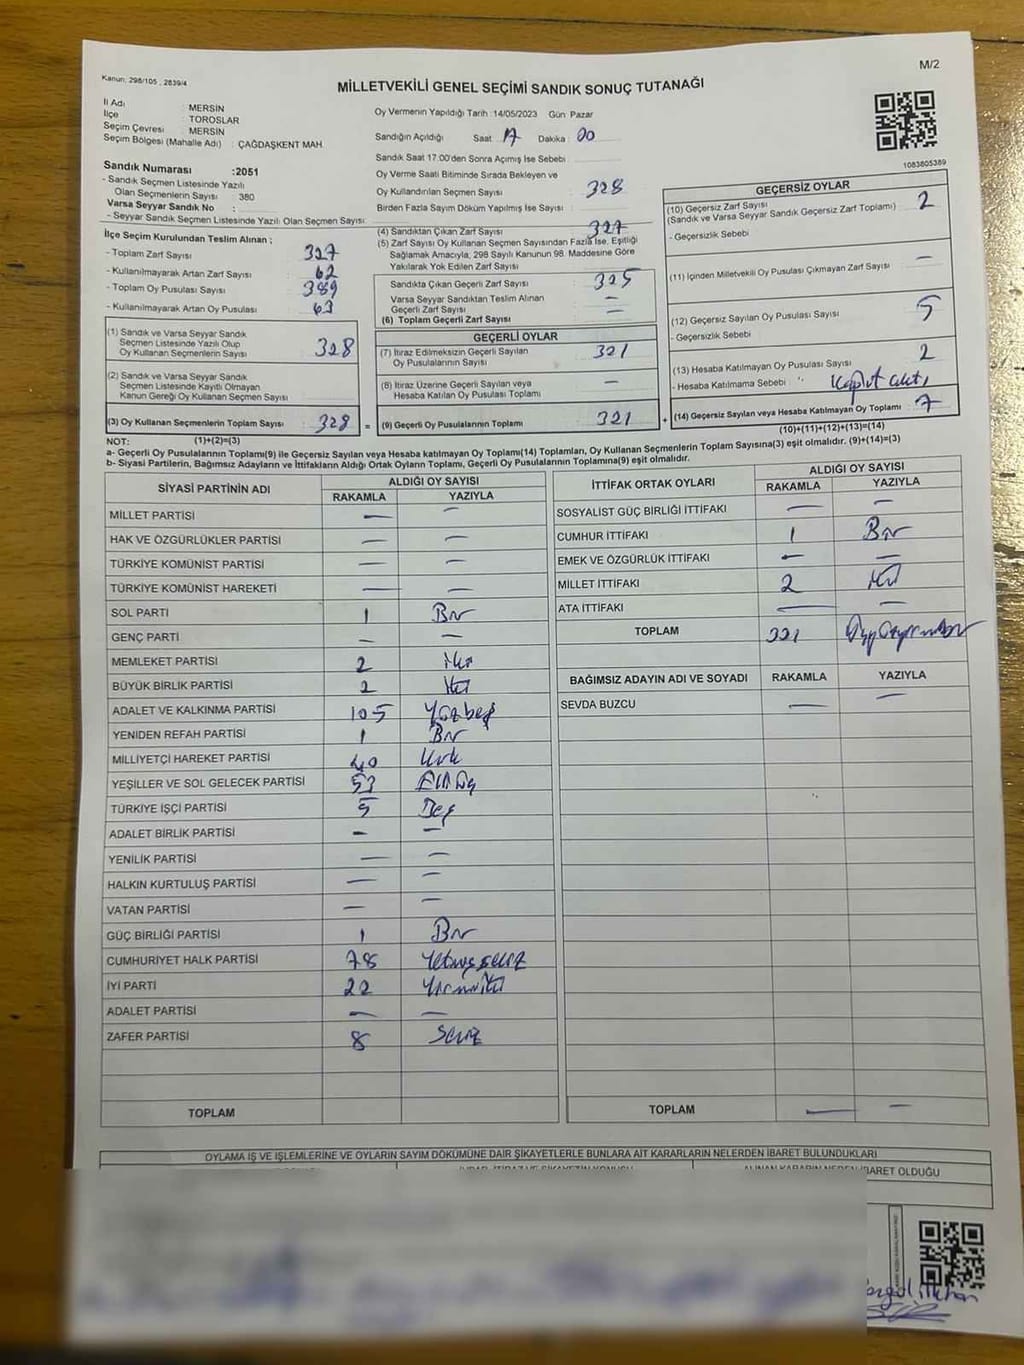 M/2
Kanun: 298/105 , 2839/4
MİLLETVEKİLİ GENEL SEÇİMİ SANDIK SONUÇ TUTANAĞI
İl Adı : MERSİN
İlçe : TOROSLAR
Seçim Çevresi : MERSİN
Seçim Bölgesi (Mahalle Adı) : ÇAĞDAŞKENT MAH.
Sandık Numarası :2051
- Sandık Seçmen Listesinde Yazılı
Olan Seçmenlerin Sayısı : 380
Varsa Seyyar Sandık No :
- Seyyar Sandık Seçmen Listesinde Yazılı Olan Seçmen Sayısı:
Oy Vermenin Yapıldığı Tarih :14/05/2023 Gün Pazar
Sandığın Açıldığı Saat 17 Dakika : 00
Sandık Saat 17.00'den Sonra Açılmış İse Sebebi :
Oy Verme Saati Bitiminde Sırada Bekleyen ve
Oy Kullandırılan Seçmen Sayısı : 328
Birden Fazla Sayım Döküm Yapılmış İse Sayısı :
1083805389
İlçe Seçim Kurulundan Teslim Alınan ;
- Toplam Zarf Sayısı : 327
- Kullanılmayarak Artan Zarf Sayısı : 62
- Toplam Oy Pusulası Sayısı : 389
- Kullanılmayarak Artan Oy Pusulası : 63
(1) Sandık ve Varsa Seyyar Sandık
Seçmen Listesinde Yazılı Olup
Oy Kullanan Seçmenlerin Sayısı : 328
(2) Sandık ve Varsa Seyyar Sandık
Seçmen Listesinde Kayıtlı Olmayan
Kanun Gereği Oy Kullanan Seçmen Sayısı :
(3) Oy Kullanan Seçmenlerin Toplam Sayısı : 328 =
(4) Sandıktan Çıkan Zarf Sayısı : 327
(5) Zarf Sayısı Oy Kullanan Seçmen Sayısından Fazla İse, Eşitliği
Sağlamak Amacıyla, 298 Sayılı Kanunun 98. Maddesine Göre
Yakılarak Yok Edilen Zarf Sayısı :
Sandıkta Çıkan Geçerli Zarf Sayısı : 325
Varsa Seyyar Sandıktan Teslim Alınan
Geçerli Zarf Sayısı : —
(6) Toplam Geçerli Zarf Sayısı : —
GEÇERLİ OYLAR
(7) İtiraz Edilmeksizin Geçerli Sayılan
Oy Pusulalarının Sayısı : 321
(8) İtiraz Üzerine Geçerli Sayılan veya
Hesaba Katılan Oy Pusulası Toplamı : —
(9) Geçerli Oy Pusulalarının Toplamı : 321 +
GEÇERSİZ OYLAR
(10) Geçersiz Zarf Sayısı : 2
(Sandık ve Varsa Seyyar Sandık Geçersiz Zarf Toplamı)
- Geçersizlik Sebebi
(11) İçinden Milletvekili Oy Pusulası Çıkmayan Zarf Sayısı : —
(12) Geçersiz Sayılan Oy Pusulası Sayısı : 5
- Geçersizlik Sebebi :
(13) Hesaba Katılmayan Oy Pusulası Sayısı : 2
- Hesaba Katılmama Sebebi :
(14) Geçersiz Sayılan veya Hesaba Katılmayan Oy Toplamı : 7
(10)+(11)+(12)+(13)=(14)
NOT: (1)+(2)=(3)
a- Geçerli Oy Pusulasının Toplamı(9) ile Geçersiz Sayılan veya Hesaba katılmayan Oy Toplamı(14) Toplamları, Oy Kullanan Seçmenlerin Toplam Sayısına(3) eşit olmalıdır. (9)+(14)=(3)
b- Siyasi Partilerin, Bağımsız Adayların ve İttifakların Aldığı Ortak Oyların Toplamı, Geçerli Oy Pusulalarının Toplamına(9) eşit olmalıdır.
SİYASİ PARTİNİN ADI
ALDIĞI OY SAYISI
RAKAMLA YAZIYLA
MİLLET PARTİSİ — —
HAK VE ÖZGÜRLÜKLER PARTİSİ — —
TÜRKİYE KOMÜNİST PARTİSİ — —
TÜRKİYE KOMÜNİST HAREKETİ — —
SOL PARTİ 1 Bir
GENÇ PARTİ — —
MEMLEKET PARTİSİ 2 İki
BÜYÜK BİRLİK PARTİSİ 2 İki
ADALET VE KALKINMA PARTİSİ 105 Yüzbeş
YENİDEN REFAH PARTİSİ 1 Bir
MİLLİYETÇİ HAREKET PARTİSİ 40 Kırk
YEŞİLLER VE SOL GELECEK PARTİSİ 53 Elliüç
TÜRKİYE İŞÇİ PARTİSİ 5 Beş
ADALET BİRLİK PARTİSİ — —
YENİLİK PARTİSİ — —
HALKIN KURTULUŞ PARTİSİ — —
VATAN PARTİSİ — —
GÜÇ BİRLİĞİ PARTİSİ 1 Bir
CUMHURİYET HALK PARTİSİ 78 Yetmişsekiz
İYİ PARTİ 22 Yirmiiki
ADALET PARTİSİ — —
ZAFER PARTİSİ 8 Sekiz
TOPLAM
İTTİFAK ORTAK OYLARI
ALDIĞI OY SAYISI
RAKAMLA YAZIYLA
SOSYALİST GÜÇ BİRLİĞİ İTTİFAKI — —
CUMHUR İTTİFAKI 1 Bir
EMEK VE ÖZGÜRLÜK İTTİFAKI — —
MİLLET İTTİFAKI 2 İki
ATA İTTİFAKI — —
TOPLAM 321 Üçyüzyirmibir
BAĞIMSIZ ADAYIN ADI VE SOYADI RAKAMLA YAZIYLA
SEVDA BUZCU — —
TOPLAM — —
OYLAMA İŞ VE İŞLEMLERİNE VE OYLARIN SAYIM DÖKÜMÜNE DAİR ŞİKAYETLERLE BUNLARA AİT KARARLARIN NELERDEN İBARET BULUNDUKLARI
ALINAN KARARIN NEDEN İBARET OLDUĞU